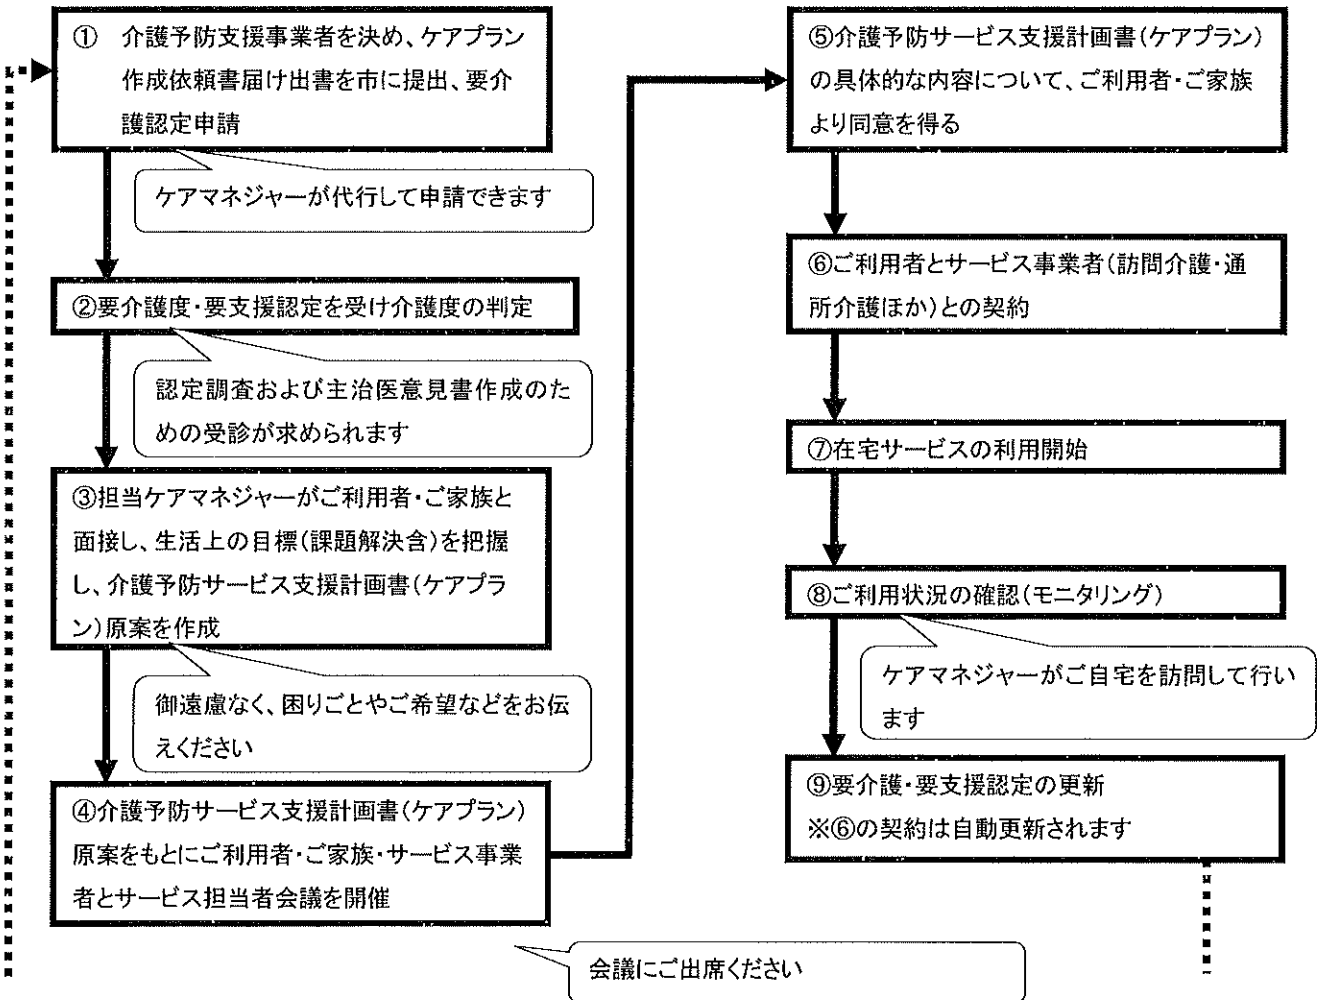 ① 介護予防支援事業者を決め、ケアプラン
作成依頼書届け出書を市に提出、要介
護認定申請
ケアマネジャーが代行して申請できます
②要介護度・要支援認定を受け介護度の判定
認定調査および主治医意見書作成のた
めの受診が求められます
③担当ケアマネジャーがご利用者・ご家族と
面接し、生活上の目標(課題解決含)を把握
し、介護予防サービス支援計画書(ケアプラ
ン)原案を作成
御遠慮なく、困りごとやご希望などをお伝
えください
④介護予防サービス支援計画書(ケアプラン)
原案をもとにご利用者・ご家族・サービス事業
者とサービス担当者会議を開催
会議にご出席ください
⑤介護予防サービス支援計画書(ケアプラン)
の具体的な内容について、ご利用者・ご家族
より同意を得る
⑥ご利用者とサービス事業者(訪問介護・通
所介護ほか)との契約
⑦在宅サービスの利用開始
⑧ご利用状況の確認(モニタリング)
ケアマネジャーがご自宅を訪問して行い
ます
⑨要介護・要支援認定の更新
※⑥の契約は自動更新されます